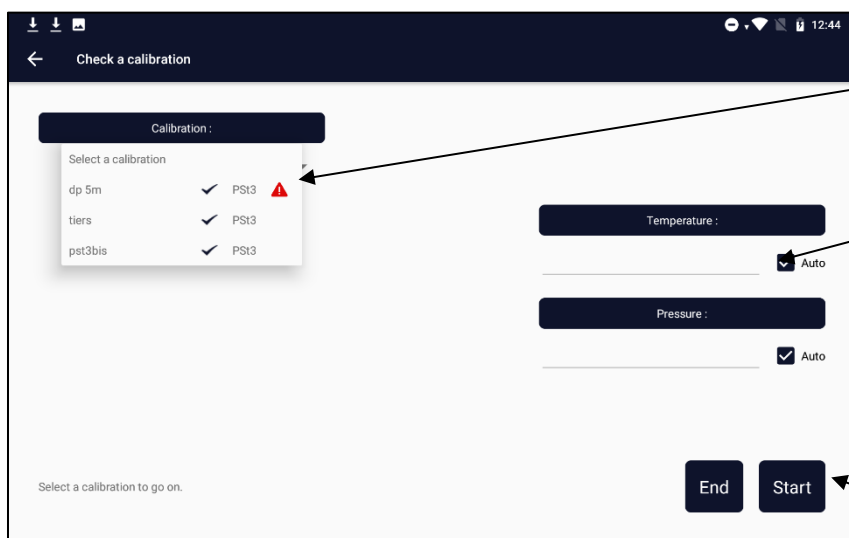 12:44
Check a calibration
Calibration :
Select a calibration
dp 5m PSt3
tiers PSt3
pst3bis PSt3
Temperature :
Auto
Pressure :
Auto
Select a calibration to go on.
End Start